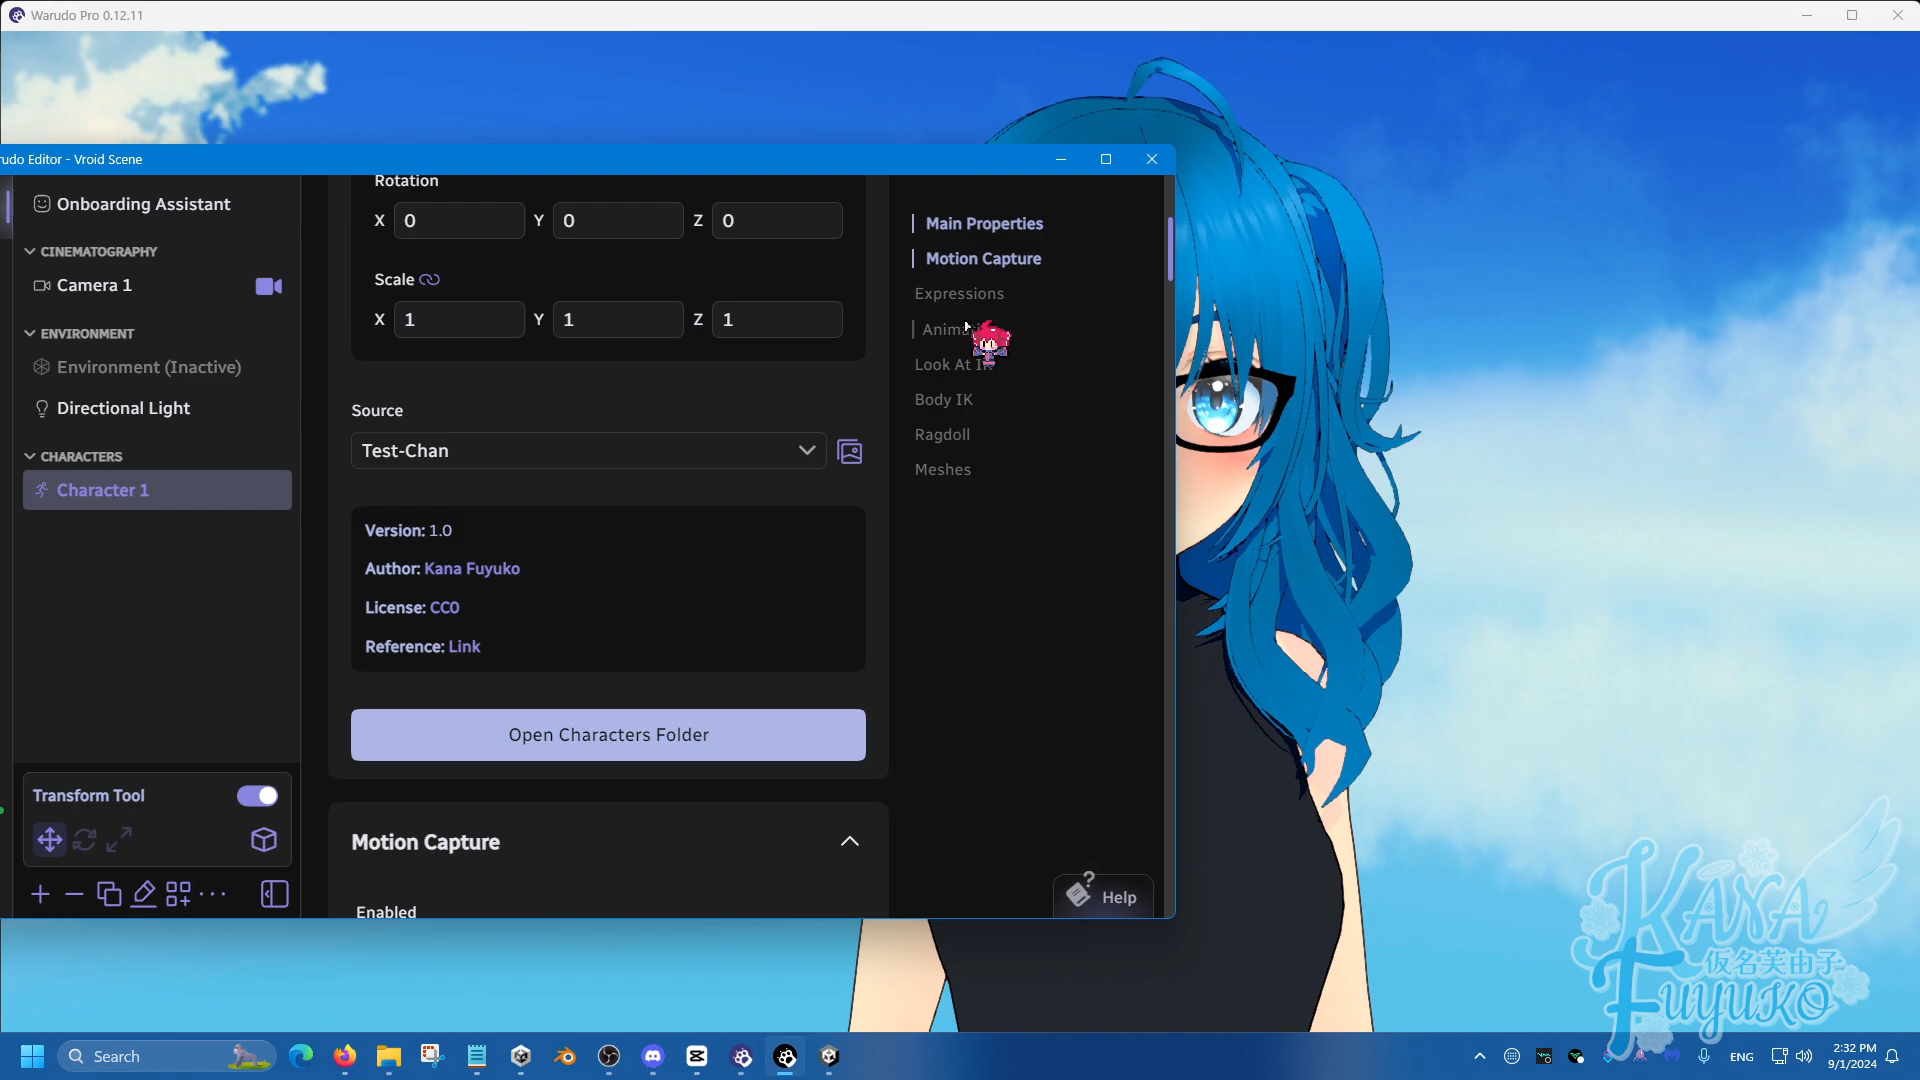 Warudo Pro 0.12.11
rudo Editor - Vroid Scene
Onboarding Assistant
CINEMATOGRAPHY
Camera 1
ENVIRONMENT
Environment (Inactive)
Directional Light
CHARACTERS
Character 1
Transform Tool
Rotation
X 0 Y 0 Z 0
Scale
X 1 Y 1 Z 1
Source
Test-Chan
Version: 1.0
Author: Kana Fuyuko
License: CC0
Reference: Link
Open Characters Folder
Motion Capture
Enabled
Main Properties
Motion Capture
Expressions
Look At
Body IK
Ragdoll
Meshes
Help
KANA
仮名芙由子
FUYUKO
Search
ENG
2:32 PM
9/1/2024